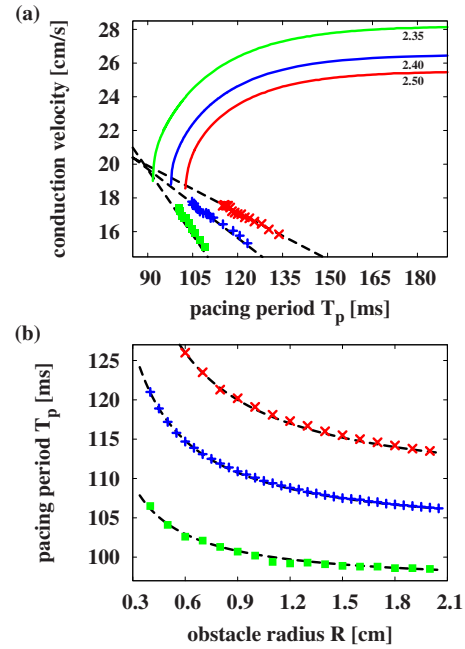 (a)
conduction velocity [cm/s]
28
26
24
22
20
18
16
2.35
2.40
2.50
90 105 120 135 150 165 180
pacing period Tp [ms]
(b)
pacing period Tp [ms]
125
120
115
110
105
100
0.3 0.6 0.9 1.2 1.5 1.8 2.1
obstacle radius R [cm]